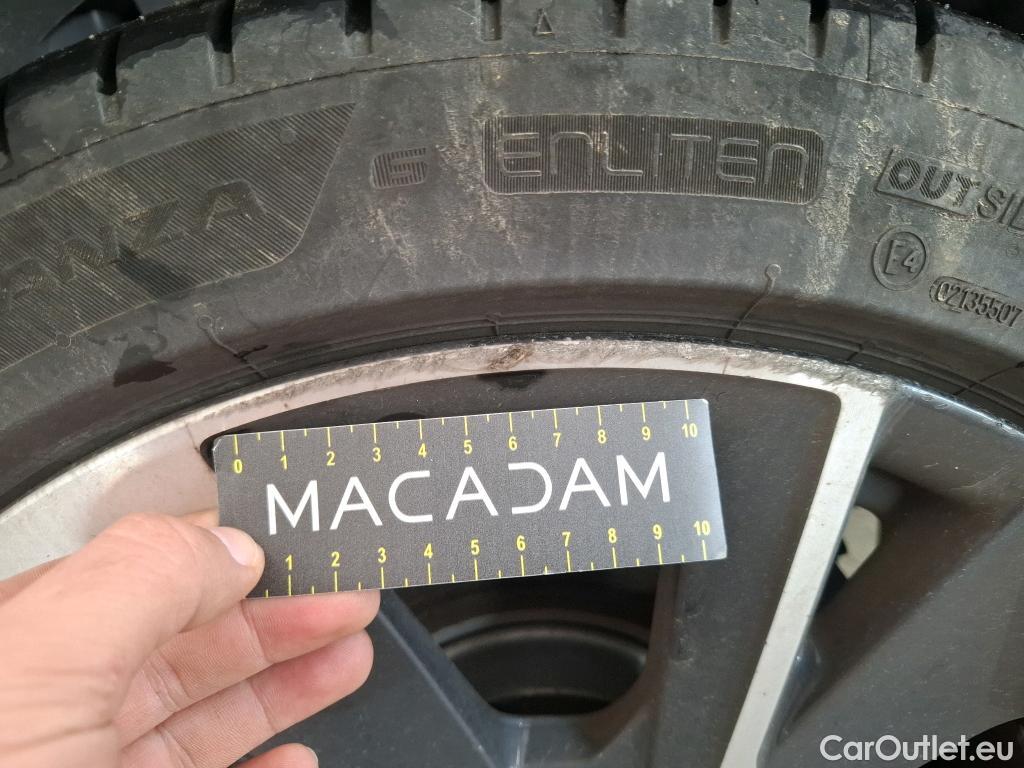 ANZA 6 ENLITEN
OUTSID
E4
02135507
0 1 2 3 4 5 6 7 8 9 10
MACADAM
1 2 3 4 5 6 7 8 9 10
CarOutlet.eu